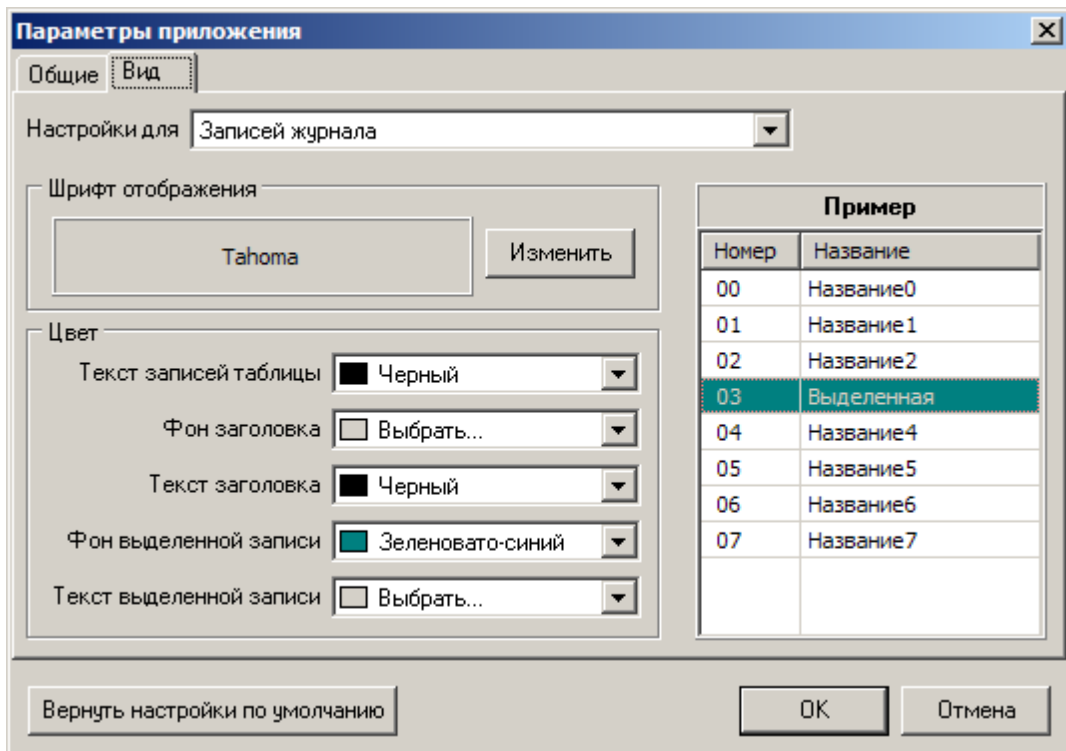 Параметры приложения
Общие Вид
Настройки для Записей журнала
Шрифт отображения
Tahoma Изменить
Цвет
Текст записей таблицы Черный
Фон заголовка Выбрать...
Текст заголовка Черный
Фон выделенной записи Зеленовато-синий
Текст выделенной записи Выбрать...
Пример
Номер Название
00 Название0
01 Название1
02 Название2
03 Выделенная
04 Название4
05 Название5
06 Название6
07 Название7
Вернуть настройки по умолчанию OK Отмена